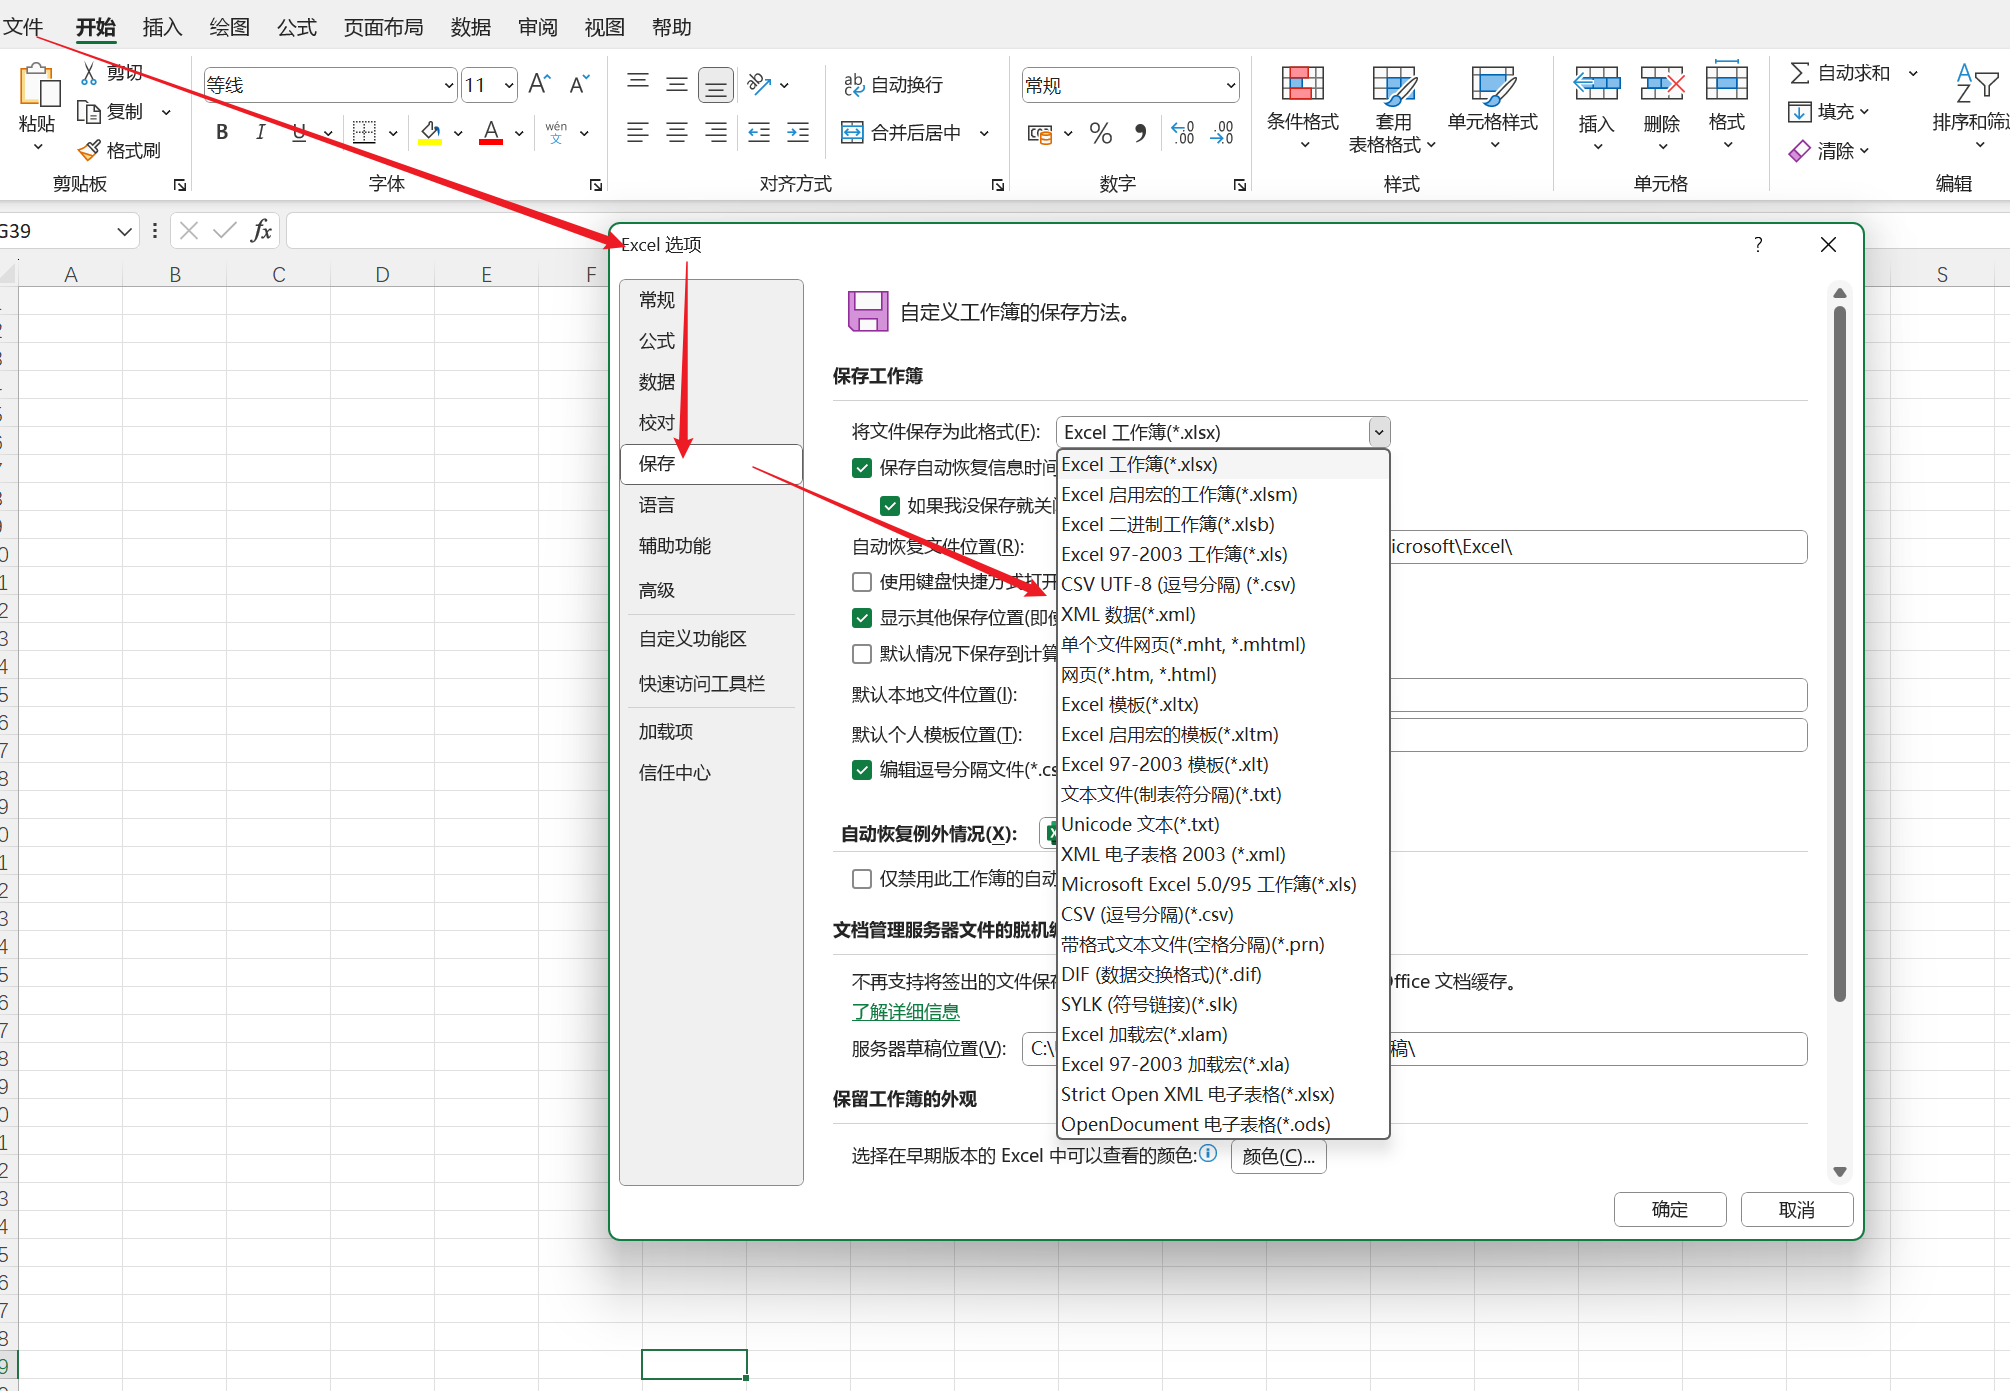 文件 开始 插入 绘图 公式 页面布局 数据 审阅 视图 帮助
剪切
等线 11 A A
自动换行
常规
自动求和
复制
粘贴
格式刷
B I U A wén 文
合并后居中
% .00
条件格式 套用 表格格式 单元格样式
插入 删除 格式
填充
清除
排序和筛
剪贴板 字体 对齐方式 数字 样式 单元格 编辑
G39 fx
A B C D E F S
Excel 选项 ?
常规
公式
数据
校对
保存
语言
辅助功能
高级
自定义功能区
快速访问工具栏
加载项
信任中心
自定义工作簿的保存方法。
保存工作簿
将文件保存为此格式(F): Excel 工作簿(*.xlsx)
保存自动恢复信息时间
如果我没保存就关
自动恢复文件位置(R): icrosoft\Excel\
使用键盘快捷方式打开
显示其他保存位置(即使
默认情况下保存到计算
默认本地文件位置(I):
默认个人模板位置(T):
编辑逗号分隔文件(*.cs
自动恢复例外情况(X):
仅禁用此工作簿的自动
文档管理服务器文件的脱机编
不再支持将签出的文件保存 Office 文档缓存。
了解详细信息
服务器草稿位置(V): C:\ 稿\
保留工作簿的外观
选择在早期版本的 Excel 中可以查看的颜色: 颜色(C)...
Excel 工作簿(*.xlsx)
Excel 启用宏的工作簿(*.xlsm)
Excel 二进制工作簿(*.xlsb)
Excel 97-2003 工作簿(*.xls)
CSV UTF-8 (逗号分隔) (*.csv)
XML 数据(*.xml)
单个文件网页(*.mht, *.mhtml)
网页(*.htm, *.html)
Excel 模板(*.xltx)
Excel 启用宏的模板(*.xltm)
Excel 97-2003 模板(*.xlt)
文本文件(制表符分隔)(*.txt)
Unicode 文本(*.txt)
XML 电子表格 2003 (*.xml)
Microsoft Excel 5.0/95 工作簿(*.xls)
CSV (逗号分隔)(*.csv)
带格式文本文件(空格分隔)(*.prn)
DIF (数据交换格式)(*.dif)
SYLK (符号链接)(*.slk)
Excel 加载宏(*.xlam)
Excel 97-2003 加载宏(*.xla)
Strict Open XML 电子表格(*.xlsx)
OpenDocument 电子表格(*.ods)
确定 取消